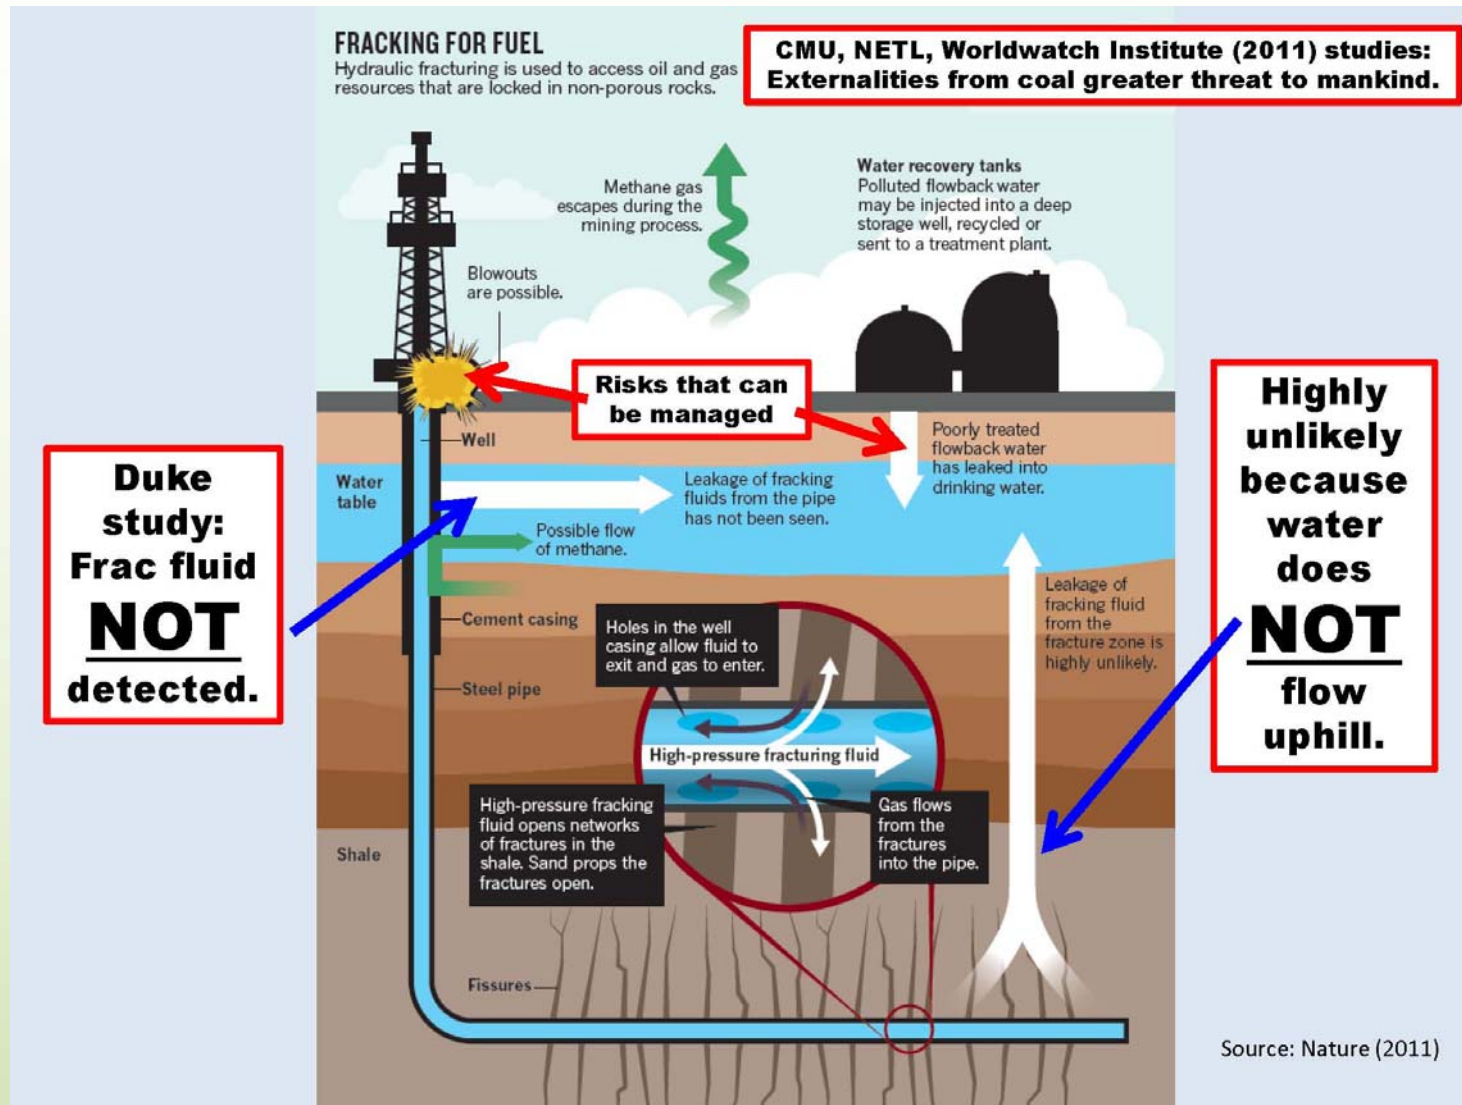 FRACKING FOR FUEL
Hydraulic fracturing is used to access oil and gas
resources that are locked in non-porous rocks.
CMU, NETL, Worldwatch Institute (2011) studies:
Externalities from coal greater threat to mankind.
Methane gas
escapes during the
mining process.
Water recovery tanks
Polluted flowback water
may be injected into a deep
storage well, recycled or
sent to a treatment plant.
Blowouts
are possible.
Risks that can
be managed
Well
Poorly treated
flowback water
has leaked into
drinking water.
Water
table
Leakage of fracking
fluids from the pipe
has not been seen.
Possible flow
of methane.
Duke
study:
Frac fluid
NOT
detected.
Highly
unlikely
because
water
does
NOT
flow
uphill.
Leakage of
fracking fluid
from the
fracture zone is
highly unlikely.
Cement casing
Holes in the well
casing allow fluid to
exit and gas to enter.
Steel pipe
High-pressure fracturing fluid
High-pressure fracking
fluid opens networks
of fractures in the
shale. Sand props the
fractures open.
Gas flows
from the
fractures
into the pipe.
Shale
Fissures
Source: Nature (2011)